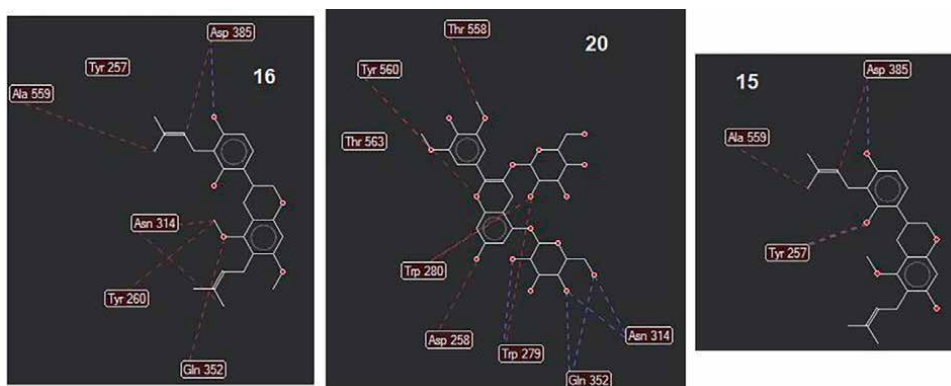 Asp 385
16
Tyr 257
Ala 559
Asn 314
Tyr 260
Gln 352
Thr 558
20
Tyr 560
Thr 563
Trp 280
Asp 258
Trp 279
Asn 314
Gln 352
15
Asp 385
Ala 559
Tyr 257